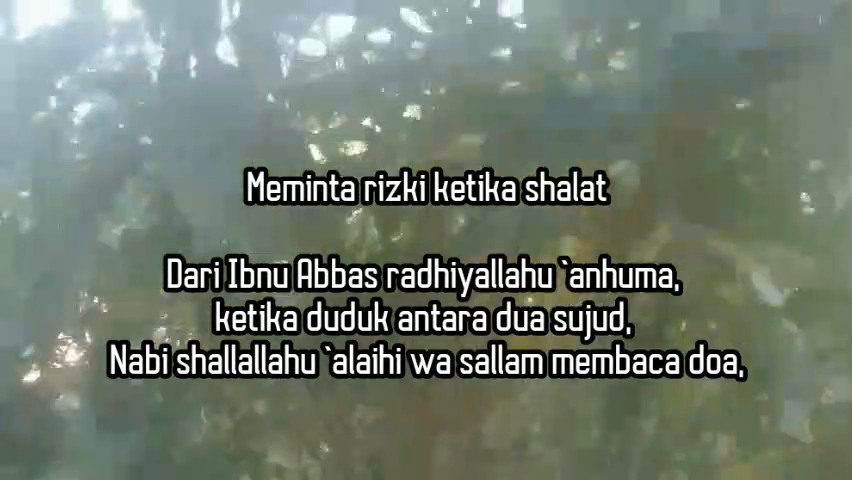 Meminta rizki ketika shalat
Dari Ibnu Abbas radhiyallahu `anhuma,
ketika duduk antara dua sujud,
Nabi shallallahu `alaihi wa sallam membaca doa,